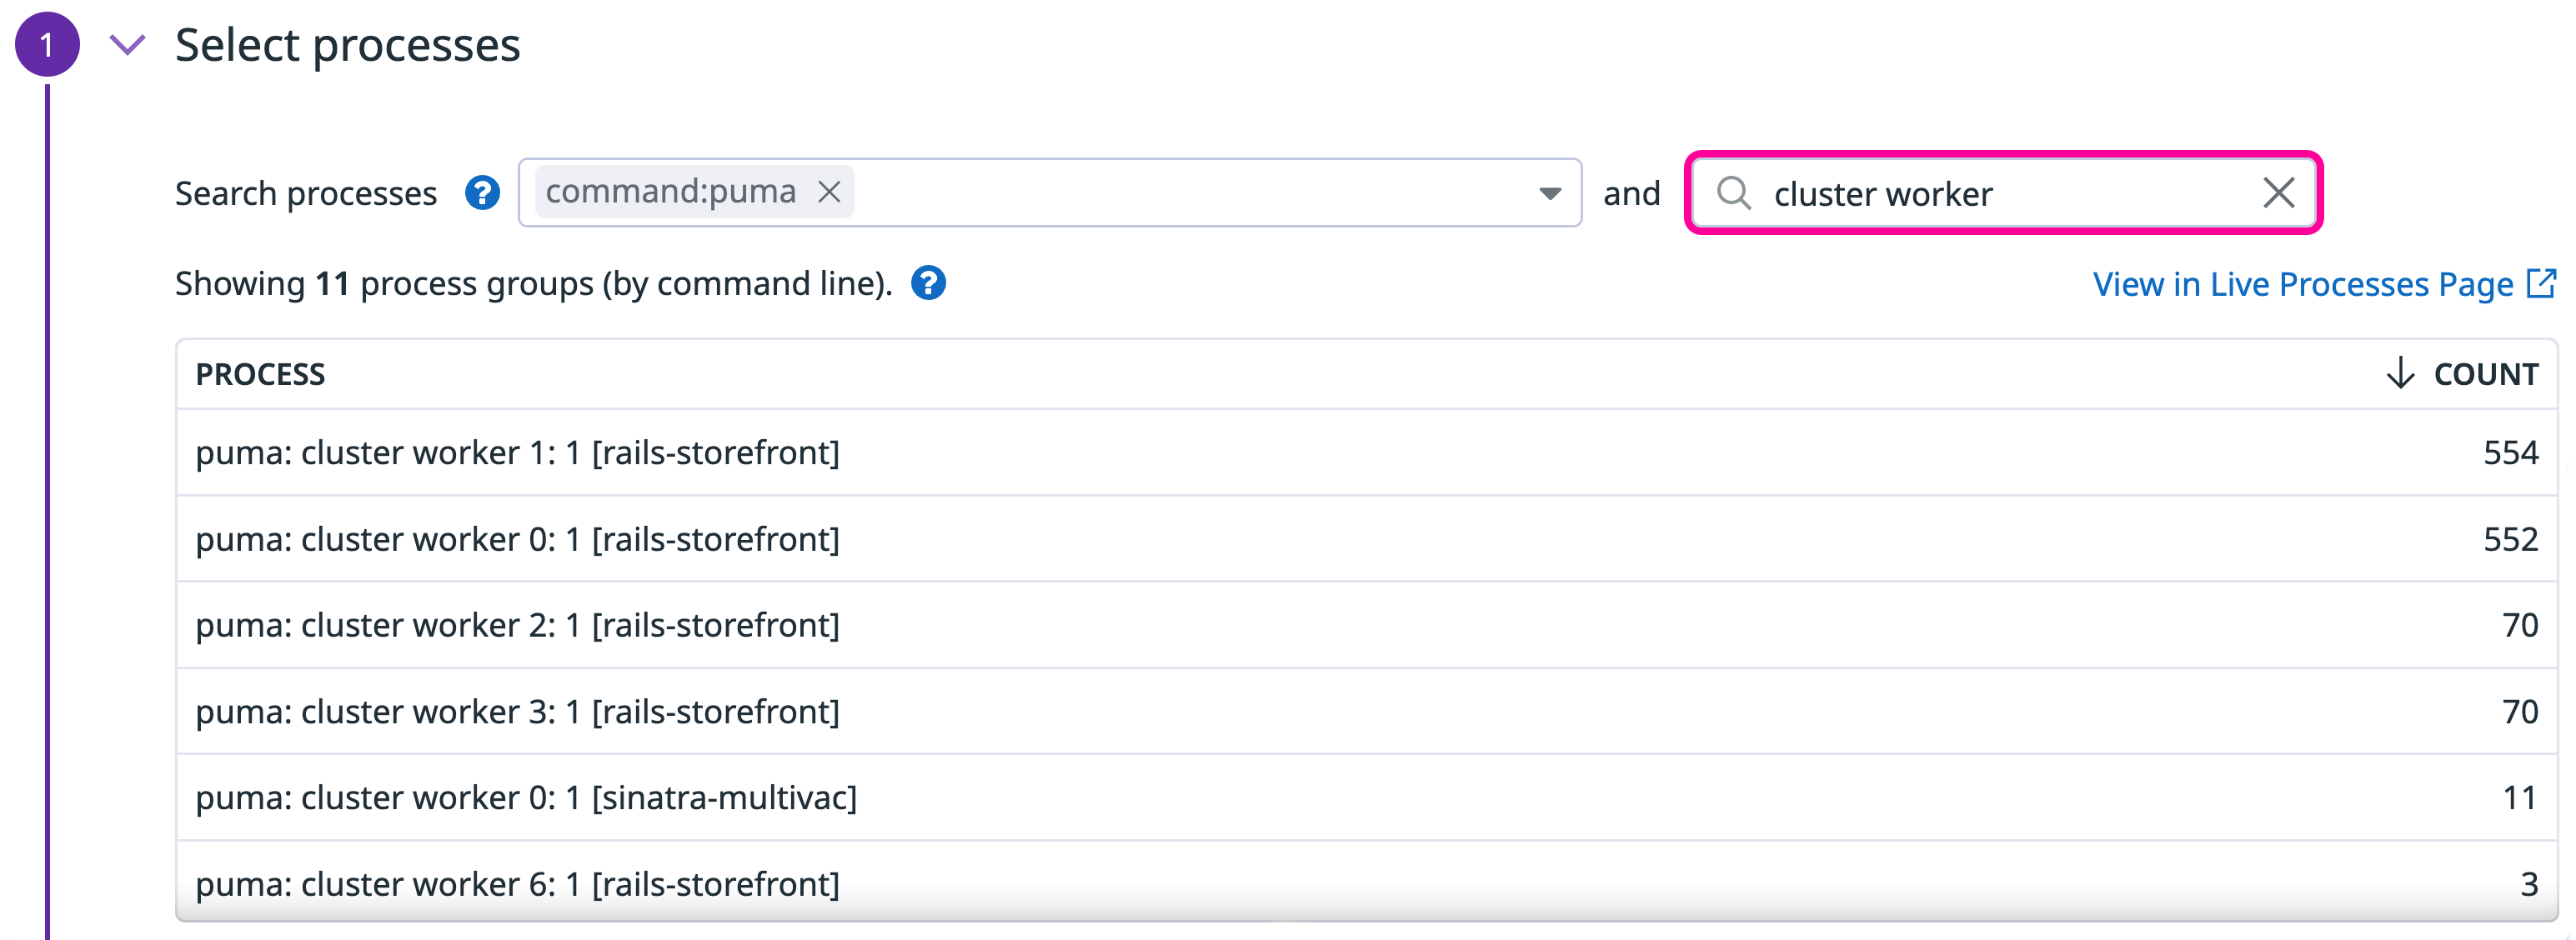 1 Select processes
Search processes ? command:puma and cluster worker
Showing 11 process groups (by command line). ? View in Live Processes Page
PROCESS COUNT
puma: cluster worker 1: 1 [rails-storefront] 554
puma: cluster worker 0: 1 [rails-storefront] 552
puma: cluster worker 2: 1 [rails-storefront] 70
puma: cluster worker 3: 1 [rails-storefront] 70
puma: cluster worker 0: 1 [sinatra-multivac] 11
puma: cluster worker 6: 1 [rails-storefront] 3